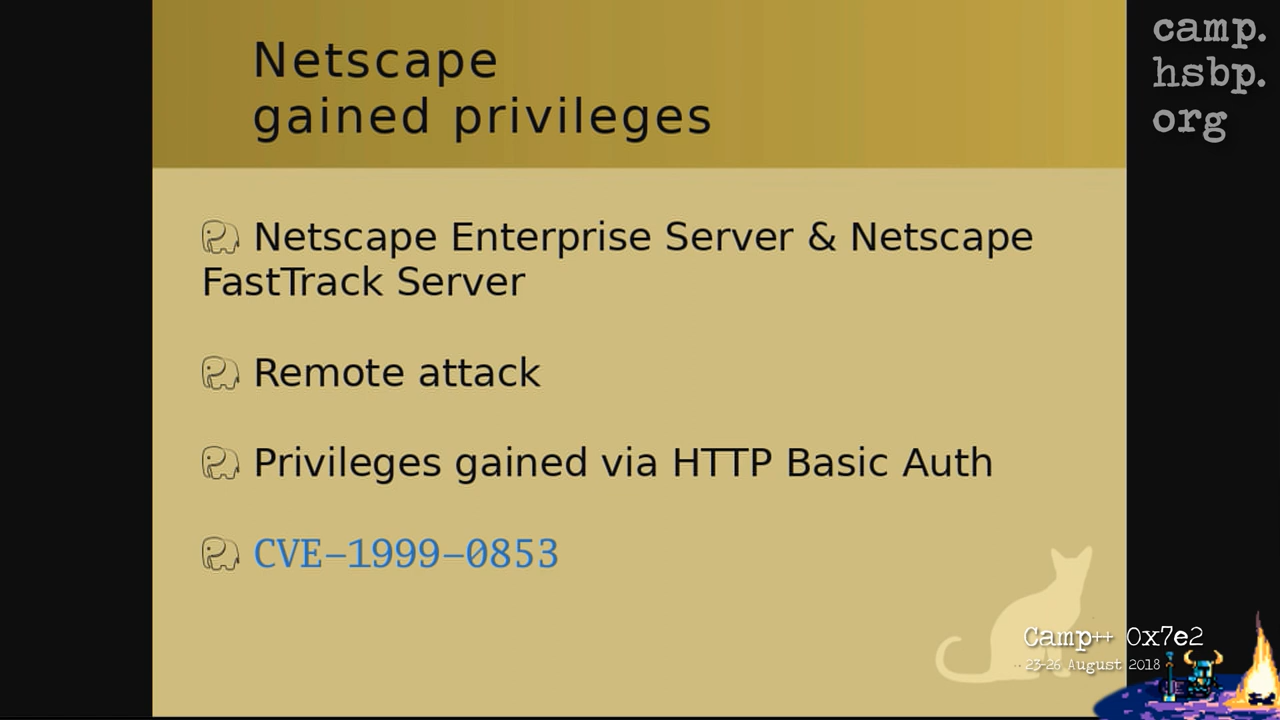 Netscape
gained privileges
Netscape Enterprise Server & Netscape
FastTrack Server
Remote attack
Privileges gained via HTTP Basic Auth
CVE–1999–0853
camp.
hsbp.
org
Camp++ 0x7e2
23-26 August 2018